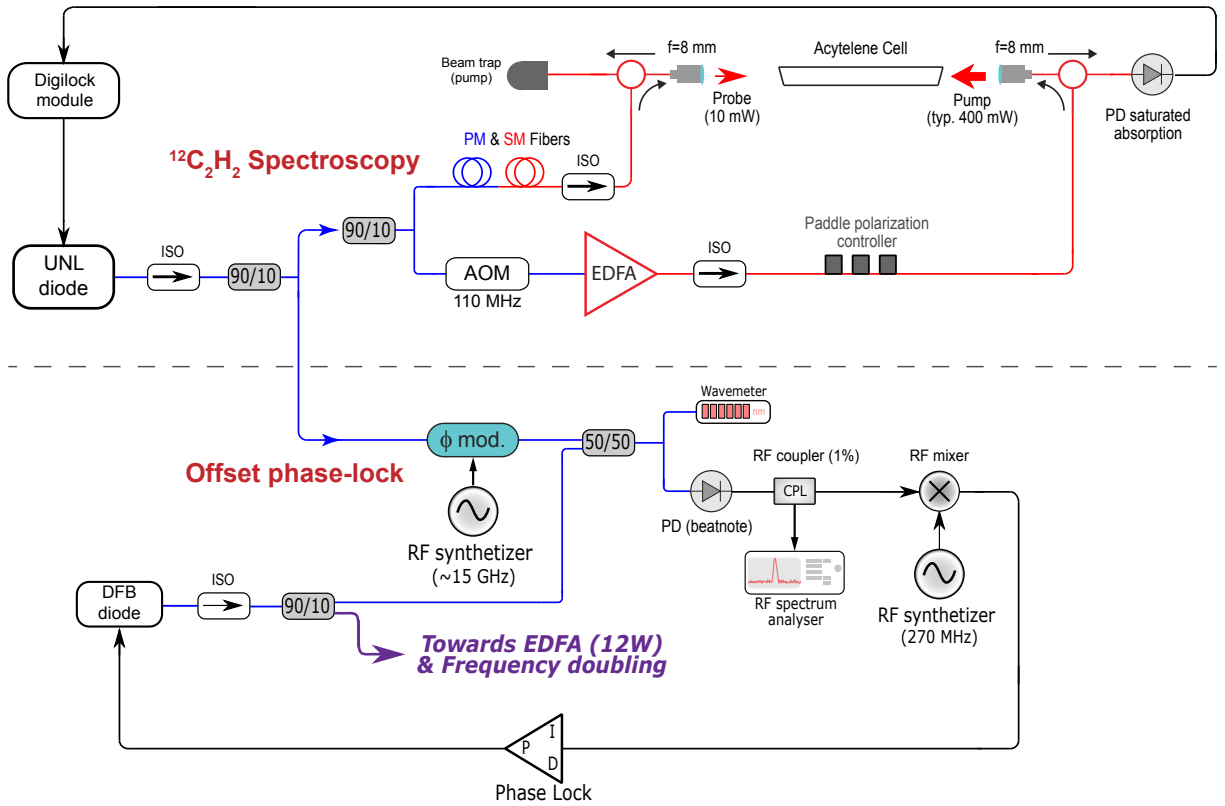 Digilock
module
Beam trap
(pump)
f=8 mm
Probe
(10 mW)
Acytelene Cell
f=8 mm
Pump
(typ. 400 mW)
PD saturated
absorption
¹²C₂H₂ Spectroscopy
PM & SM Fibers
ISO
UNL
diode
ISO
90/10
90/10
AOM
110 MHz
EDFA
ISO
Paddle polarization
controller
Offset phase-lock
ϕ mod.
RF synthetizer
(~15 GHz)
50/50
Wavemeter
nm
PD (beatnote)
RF coupler (1%)
CPL
RF spectrum
analyser
RF mixer
RF synthetizer
(270 MHz)
DFB
diode
ISO
90/10
Towards EDFA (12W)
& Frequency doubling
P
I
D
Phase Lock